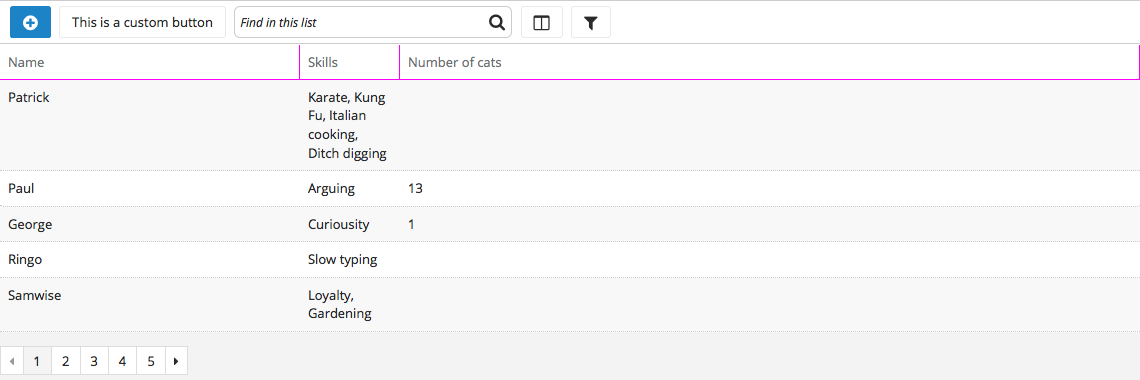 This is a custom button
Find in this list
Name Skills Number of cats
Patrick Karate, Kung
Fu, Italian
cooking,
Ditch digging
Paul Arguing 13
George Curiousity 1
Ringo Slow typing
Samwise Loyalty,
Gardening
1 2 3 4 5